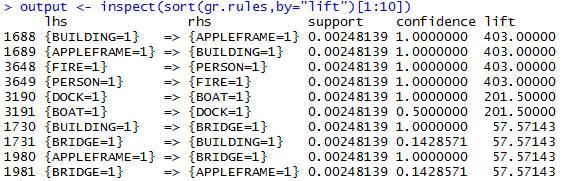 > output <- inspect(sort(gr.rules,by="lift")[1:10])
lhs rhs support confidence lift
1688 {BUILDING=1} => {APPLEFRAME=1} 0.00248139 1.0000000 403.00000
1689 {APPLEFRAME=1} => {BUILDING=1} 0.00248139 1.0000000 403.00000
3648 {FIRE=1} => {PERSON=1} 0.00248139 1.0000000 403.00000
3649 {PERSON=1} => {FIRE=1} 0.00248139 1.0000000 403.00000
3190 {DOCK=1} => {BOAT=1} 0.00248139 1.0000000 201.50000
3191 {BOAT=1} => {DOCK=1} 0.00248139 0.5000000 201.50000
1730 {BUILDING=1} => {BRIDGE=1} 0.00248139 1.0000000 57.57143
1731 {BRIDGE=1} => {BUILDING=1} 0.00248139 0.1428571 57.57143
1980 {APPLEFRAME=1} => {BRIDGE=1} 0.00248139 1.0000000 57.57143
1981 {BRIDGE=1} => {APPLEFRAME=1} 0.00248139 0.1428571 57.57143